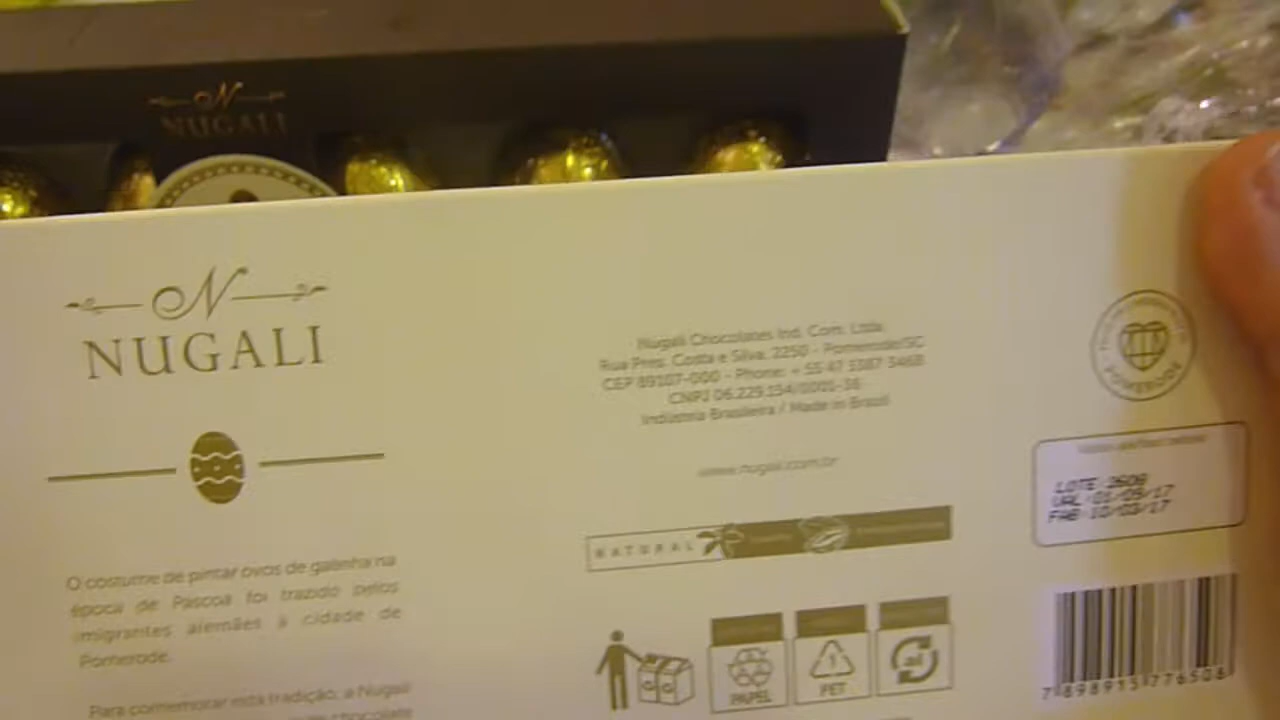 N
NUGALI
N
NUGALI
O costume de pintar ovos de galinha na
época de Páscoa foi trazido pelos
imigrantes alemães à cidade de
Pomerode.
Para comemorar esta tradição, a Nugali
chocolate
Nugali Chocolates Ind. Com. Ltda.
Rua Pres. Costa e Silva, 2250 - Pomerode/SC
CEP 89107-000 - Phone: + 55 47 3387 3468
CNPJ 06.229.154/0001-36
Indústria Brasileira / Made in Brazil
www.nugali.com.br
NATURAL
PAPEL
1
PET
al
POMERODE
LOTE
VAL 01/09/17
FAB 10/03/17
7 898915 776506